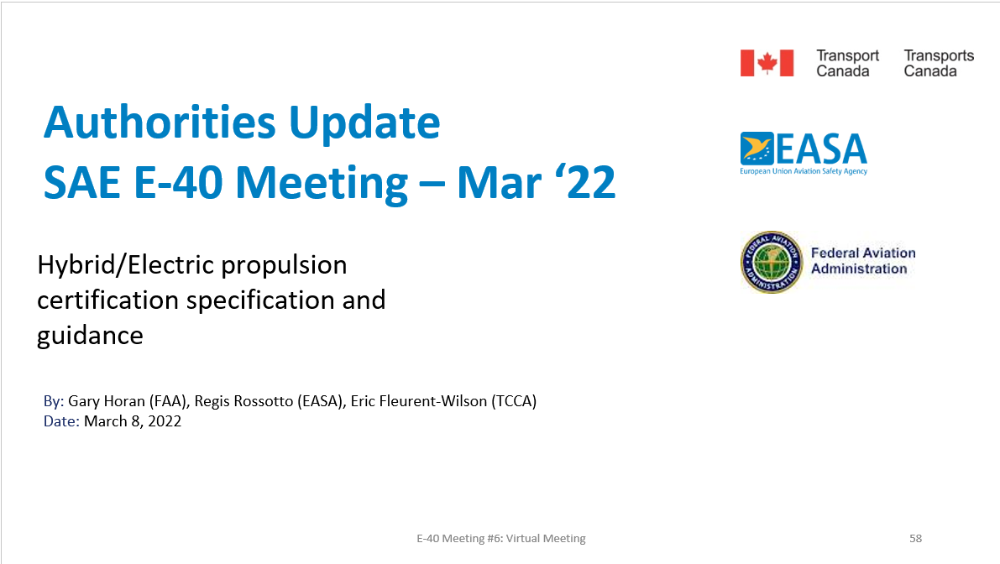 Authorities Update
SAE E-40 Meeting – Mar ‘22
Hybrid/Electric propulsion
certification specification and
guidance
By: Gary Horan (FAA), Regis Rossotto (EASA), Eric Fleurent-Wilson (TCCA)
Date: March 8, 2022
Transport Transports
Canada Canada
EASA
European Union Aviation Safety Agency
FEDERAL AVIATION
ADMINISTRATION
Federal Aviation
Administration
E-40 Meeting #6: Virtual Meeting
58